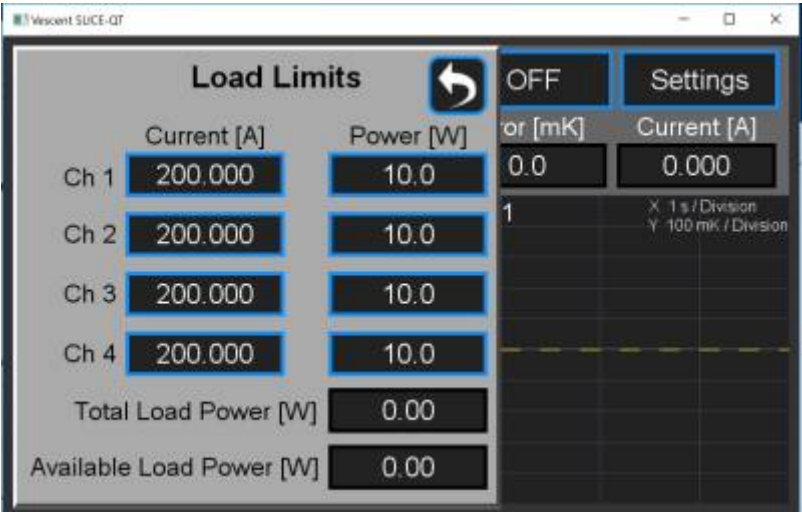 Vescent SLICE-QT
Load Limits
OFF
Settings
Current [A]
Power [W]
ror [mK]
Current [A]
Ch 1 200.000 10.0
0.0
0.000
1
X 1 s / Division
Y 100 mK / Division
Ch 2 200.000 10.0
Ch 3 200.000 10.0
Ch 4 200.000 10.0
Total Load Power [W] 0.00
Available Load Power [W] 0.00